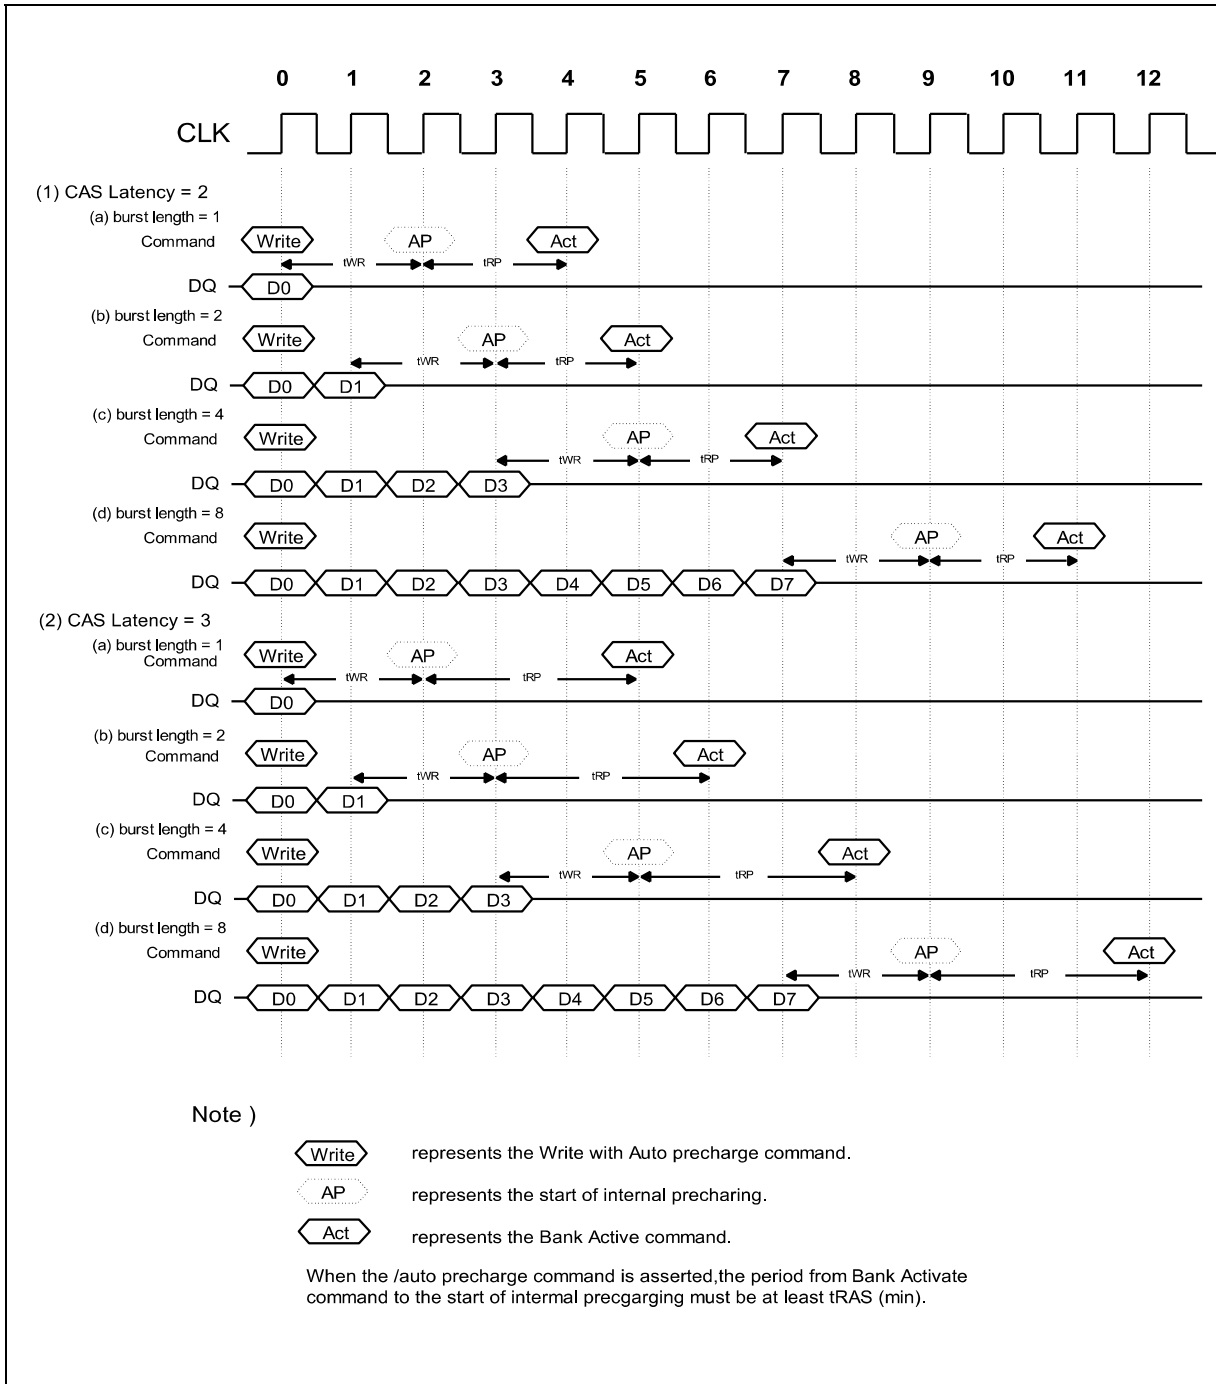 0 1 2 3 4 5 6 7 8 9 10 11 12
CLK
(1) CAS Latency = 2
(a) burst length = 1
Command Write AP Act
tWR tRP
DQ D0
(b) burst length = 2
Command Write AP Act
tWR tRP
DQ D0 D1
(c) burst length = 4
Command Write AP Act
tWR tRP
DQ D0 D1 D2 D3
(d) burst length = 8
Command Write AP Act
tWR tRP
DQ D0 D1 D2 D3 D4 D5 D6 D7
(2) CAS Latency = 3
(a) burst length = 1
Command Write AP Act
tWR tRP
DQ D0
(b) burst length = 2
Command Write AP Act
tWR tRP
DQ D0 D1
(c) burst length = 4
Command Write AP Act
tWR tRP
DQ D0 D1 D2 D3
(d) burst length = 8
Command Write AP Act
tWR tRP
DQ D0 D1 D2 D3 D4 D5 D6 D7
Note )
Write represents the Write with Auto precharge command.
AP represents the start of internal precharing.
Act represents the Bank Active command.
When the /auto precharge command is asserted,the period from Bank Activate
command to the start of intermal precgarging must be at least tRAS (min).